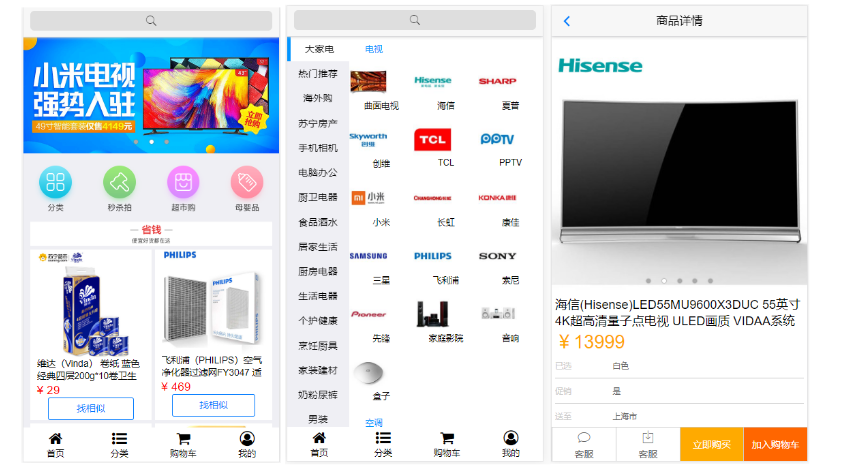 小米电视
强势入驻
49寸智能套装仅售4149元
43"
立即
抢购
分类
秒杀拍
超市购
母婴品
省钱
便宜好货都在这
苏宁易购
Vinda
维达（Vinda） 卷纸 蓝色
经典四层200g*10卷卫生
¥ 29
找相似
PHILIPS
飞利浦（PHILIPS）空气
净化器过滤网FY3047 适
¥ 469
找相似
首页
分类
购物车
我的
大家电
热门推荐
海外购
苏宁房产
手机相机
电脑办公
厨卫电器
食品酒水
居家生活
厨房电器
生活电器
个护健康
烹饪厨具
家装建材
奶粉尿裤
男装
电视
曲面电视
Hisense
海信
SHARP
夏普
Skyworth
创维
创维
TCL
TCL
PPTV
PPTV
小米
小米
CHANGHONG长虹
长虹
KONKA康佳
康佳
SAMSUNG
三星
PHILIPS
飞利浦
SONY
索尼
Pioneer
先锋
家庭影院
音响
盒子
空调
首页
分类
购物车
我的
商品详情
Hisense
海信(Hisense)LED55MU9600X3DUC 55英寸
4K超高清量子点电视 ULED画质 VIDAA系统
¥ 13999
已选
白色
促销
是
送至
上海市
客服
客服
立即购买
加入购物车